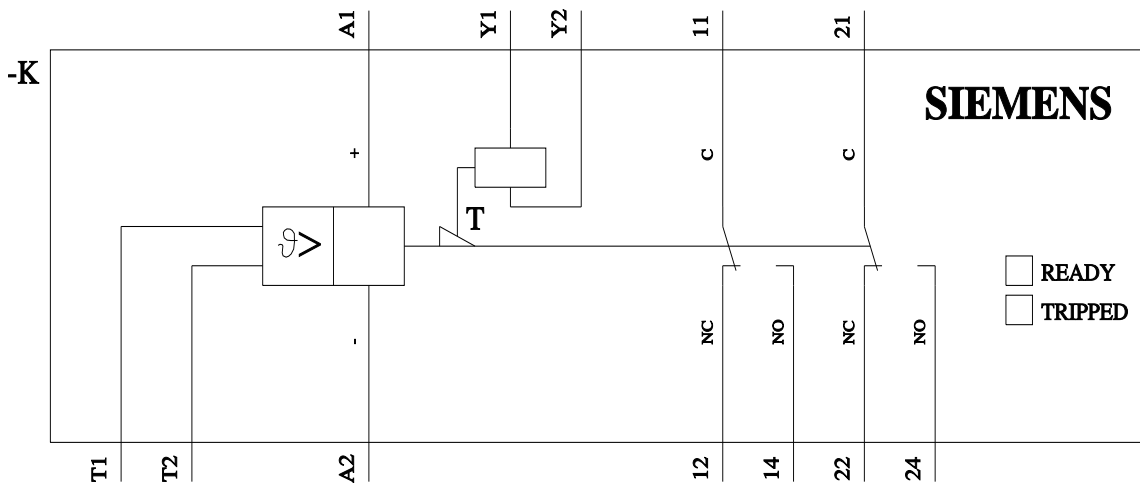 A1
Y1
Y2
11
21
-K
SIEMENS
+
C
C
T
ϑ>
READY
TRIPPED
-
NC
NO
NC
NO
T1
T2
A2
12
14
22
24